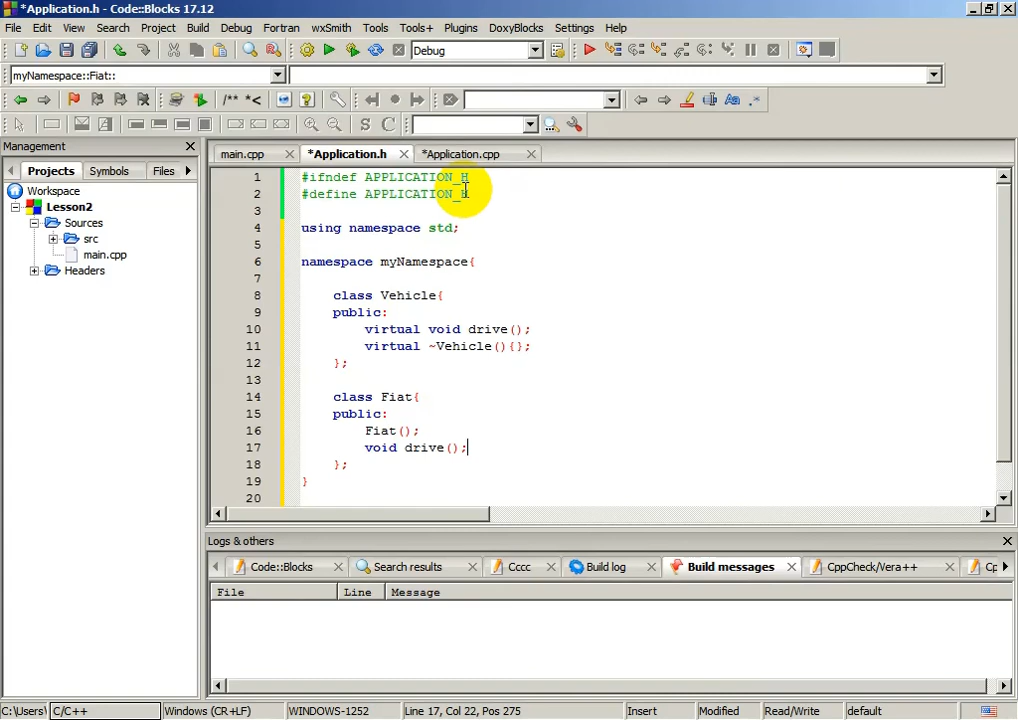 *Application.h - Code::Blocks 17.12
File Edit View Search Project Build Debug Fortran wxSmith Tools Tools+ Plugins DoxyBlocks Settings Help
Debug
myNamespace::Fiat::
/** *<
Aa .*
S C
Management
Projects Symbols Files
main.cpp *Application.h *Application.cpp
Workspace
Lesson2
Sources
src
main.cpp
Headers
1 #ifndef APPLICATION_H
2 #define APPLICATION_H
3
4 using namespace std;
5
6 namespace myNamespace{
7
8 class Vehicle{
9 public:
10 virtual void drive();
11 virtual ~Vehicle(){};
12 };
13
14 class Fiat{
15 public:
16 Fiat();
17 void drive();
18 };
19 }
20
Logs & others
Code::Blocks Search results Cccc Build log Build messages CppCheck/Vera++ Cp
File Line Message
C:\Users\ C/C++ Windows (CR+LF) WINDOWS-1252 Line 17, Col 22, Pos 275 Insert Modified Read/Write default